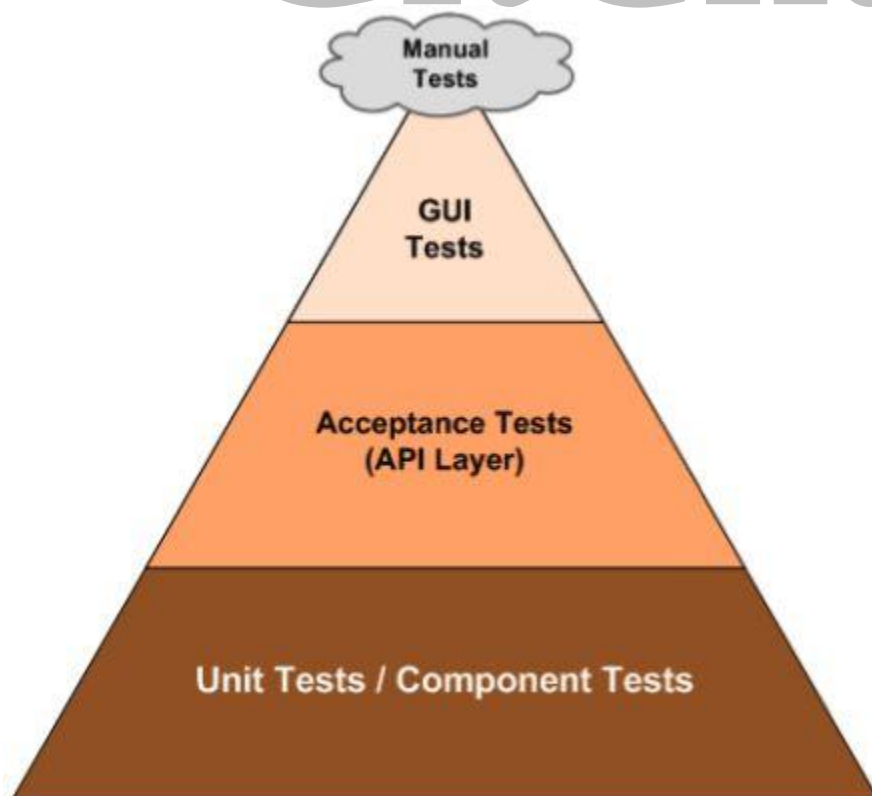 Manual
Tests
GUI
Tests
Acceptance Tests
(API Layer)
Unit Tests / Component Tests